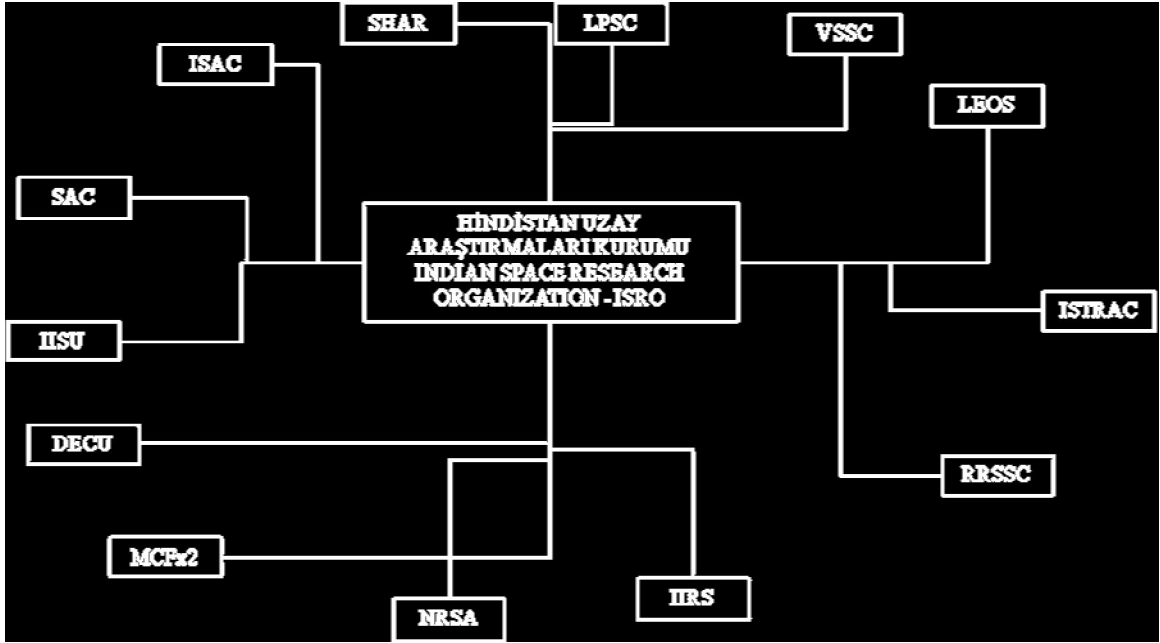 SHAR
LPSC
VSSC
ISAC
LEOS
SAC
HİNDİSTAN UZAY
ARAŞTIRMALARI KURUMU
INDIAN SPACE RESEARCH
ORGANIZATION - ISRO
ISTRAC
IISU
DECU
RRSSC
MCFx2
IIRS
NRSA